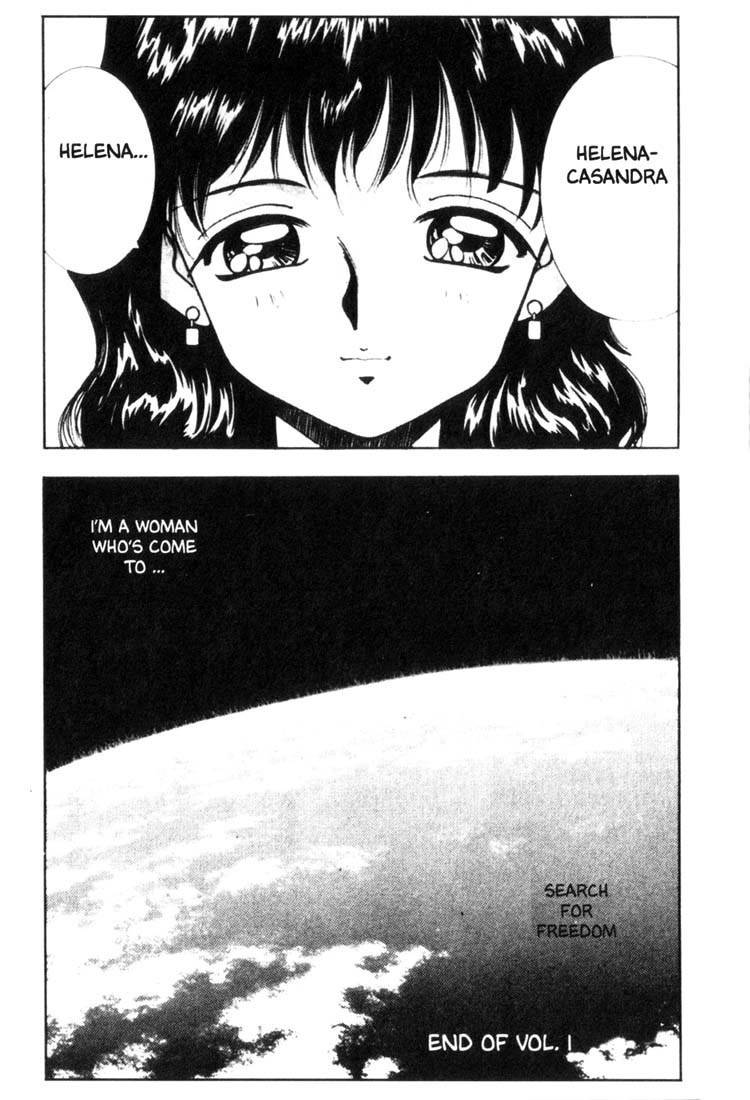 HELENA...
HELENA-
CASANDRA
I'M A WOMAN
WHO'S COME
TO ...
SEARCH
FOR
FREEDOM
END OF VOL. 1